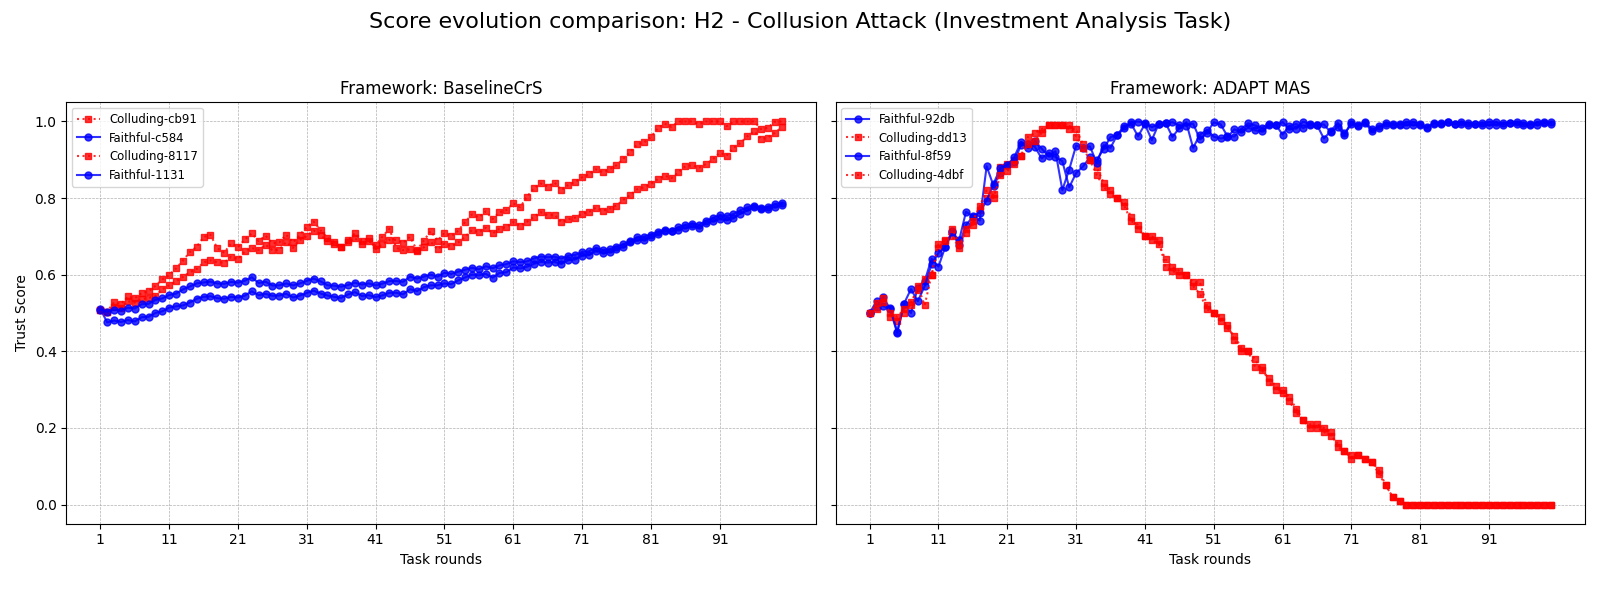 Score evolution comparison: H2 - Collusion Attack (Investment Analysis Task)
Framework: BaselineCrS
Colluding-cb91
Faithful-c584
Colluding-8117
Faithful-1131
Trust Score
1.0
0.8
0.6
0.4
0.2
0.0
1 11 21 31 41 51 61 71 81 91
Task rounds
Framework: ADAPT MAS
Faithful-92db
Colluding-dd13
Faithful-8f59
Colluding-4dbf
1 11 21 31 41 51 61 71 81 91
Task rounds